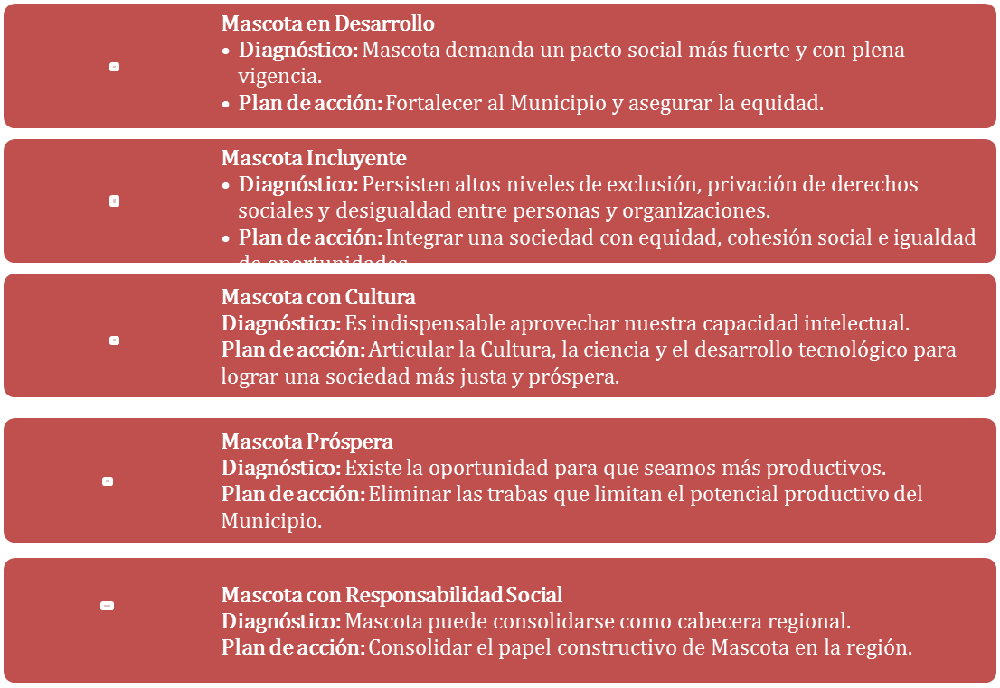 Mascota en Desarrollo
• Diagnóstico: Mascota demanda un pacto social más fuerte y con plena
vigencia.
• Plan de acción: Fortalecer al Municipio y asegurar la equidad.
Mascota Incluyente
• Diagnóstico: Persisten altos niveles de exclusión, privación de derechos
sociales y desigualdad entre personas y organizaciones.
• Plan de acción: Integrar una sociedad con equidad, cohesión social e igualdad
de oportunidades
Mascota con Cultura
Diagnóstico: Es indispensable aprovechar nuestra capacidad intelectual.
Plan de acción: Articular la Cultura, la ciencia y el desarrollo tecnológico para
lograr una sociedad más justa y próspera.
Mascota Próspera
Diagnóstico: Existe la oportunidad para que seamos más productivos.
Plan de acción: Eliminar las trabas que limitan el potencial productivo del
Municipio.
Mascota con Responsabilidad Social
Diagnóstico: Mascota puede consolidarse como cabecera regional.
Plan de acción: Consolidar el papel constructivo de Mascota en la región.